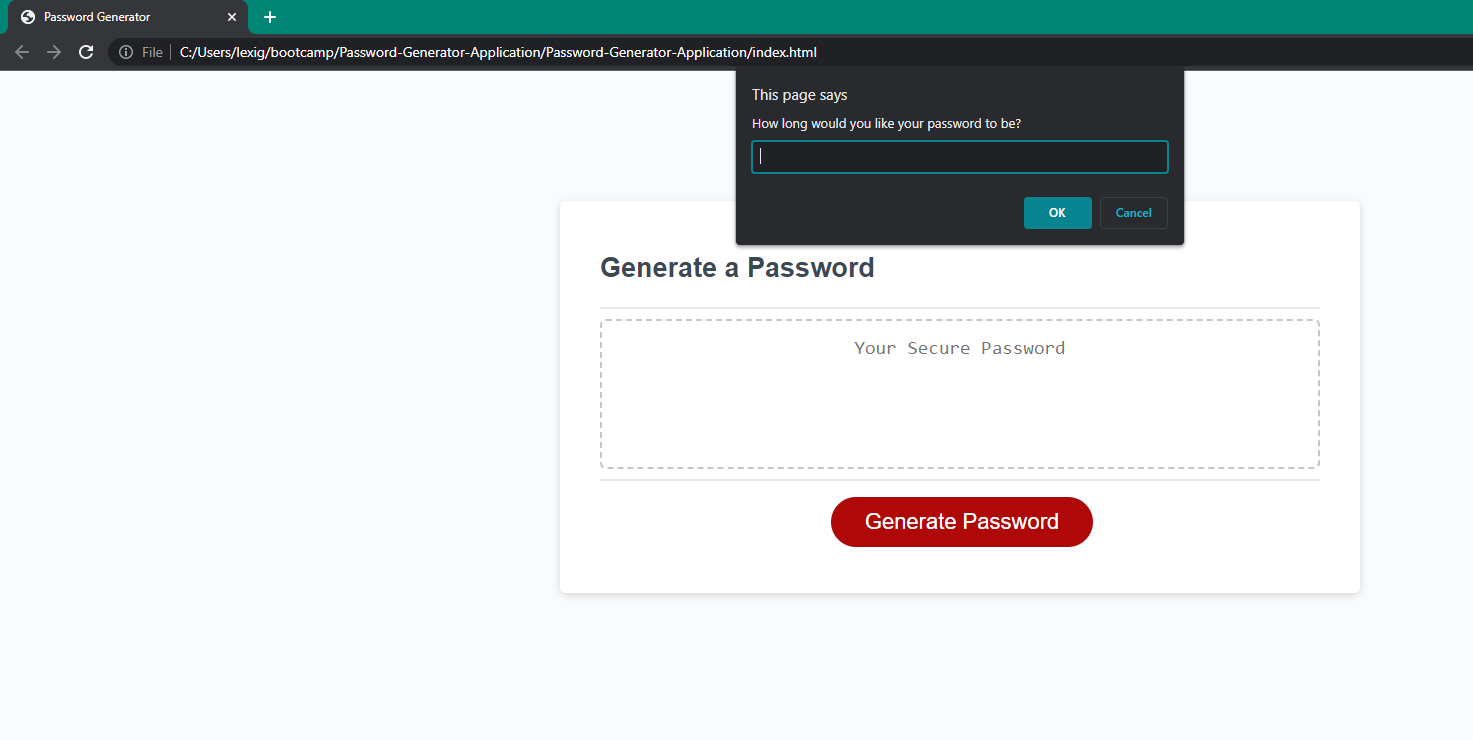 Password Generator
File C:/Users/lexig/bootcamp/Password-Generator-Application/Password-Generator-Application/index.html
This page says
How long would you like your password to be?
OK Cancel
Generate a Password
Your Secure Password
Generate Password